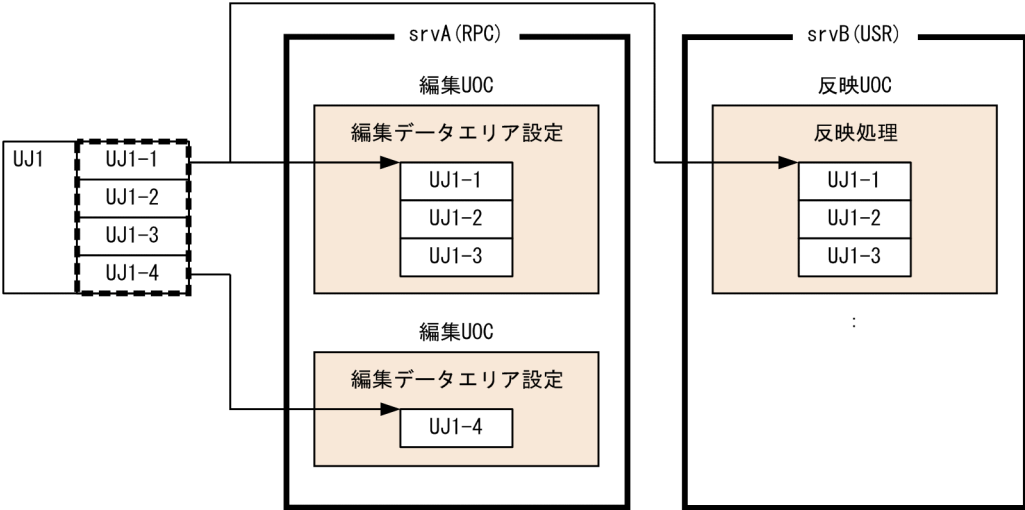 srvA(RPC)
srvB(USR)
編集UOC
反映UOC
編集データエリア設定
反映処理
UJ1
UJ1-1
UJ1-2
UJ1-3
UJ1-4
UJ1-1
UJ1-2
UJ1-3
UJ1-1
UJ1-2
UJ1-3
:
編集UOC
編集データエリア設定
UJ1-4